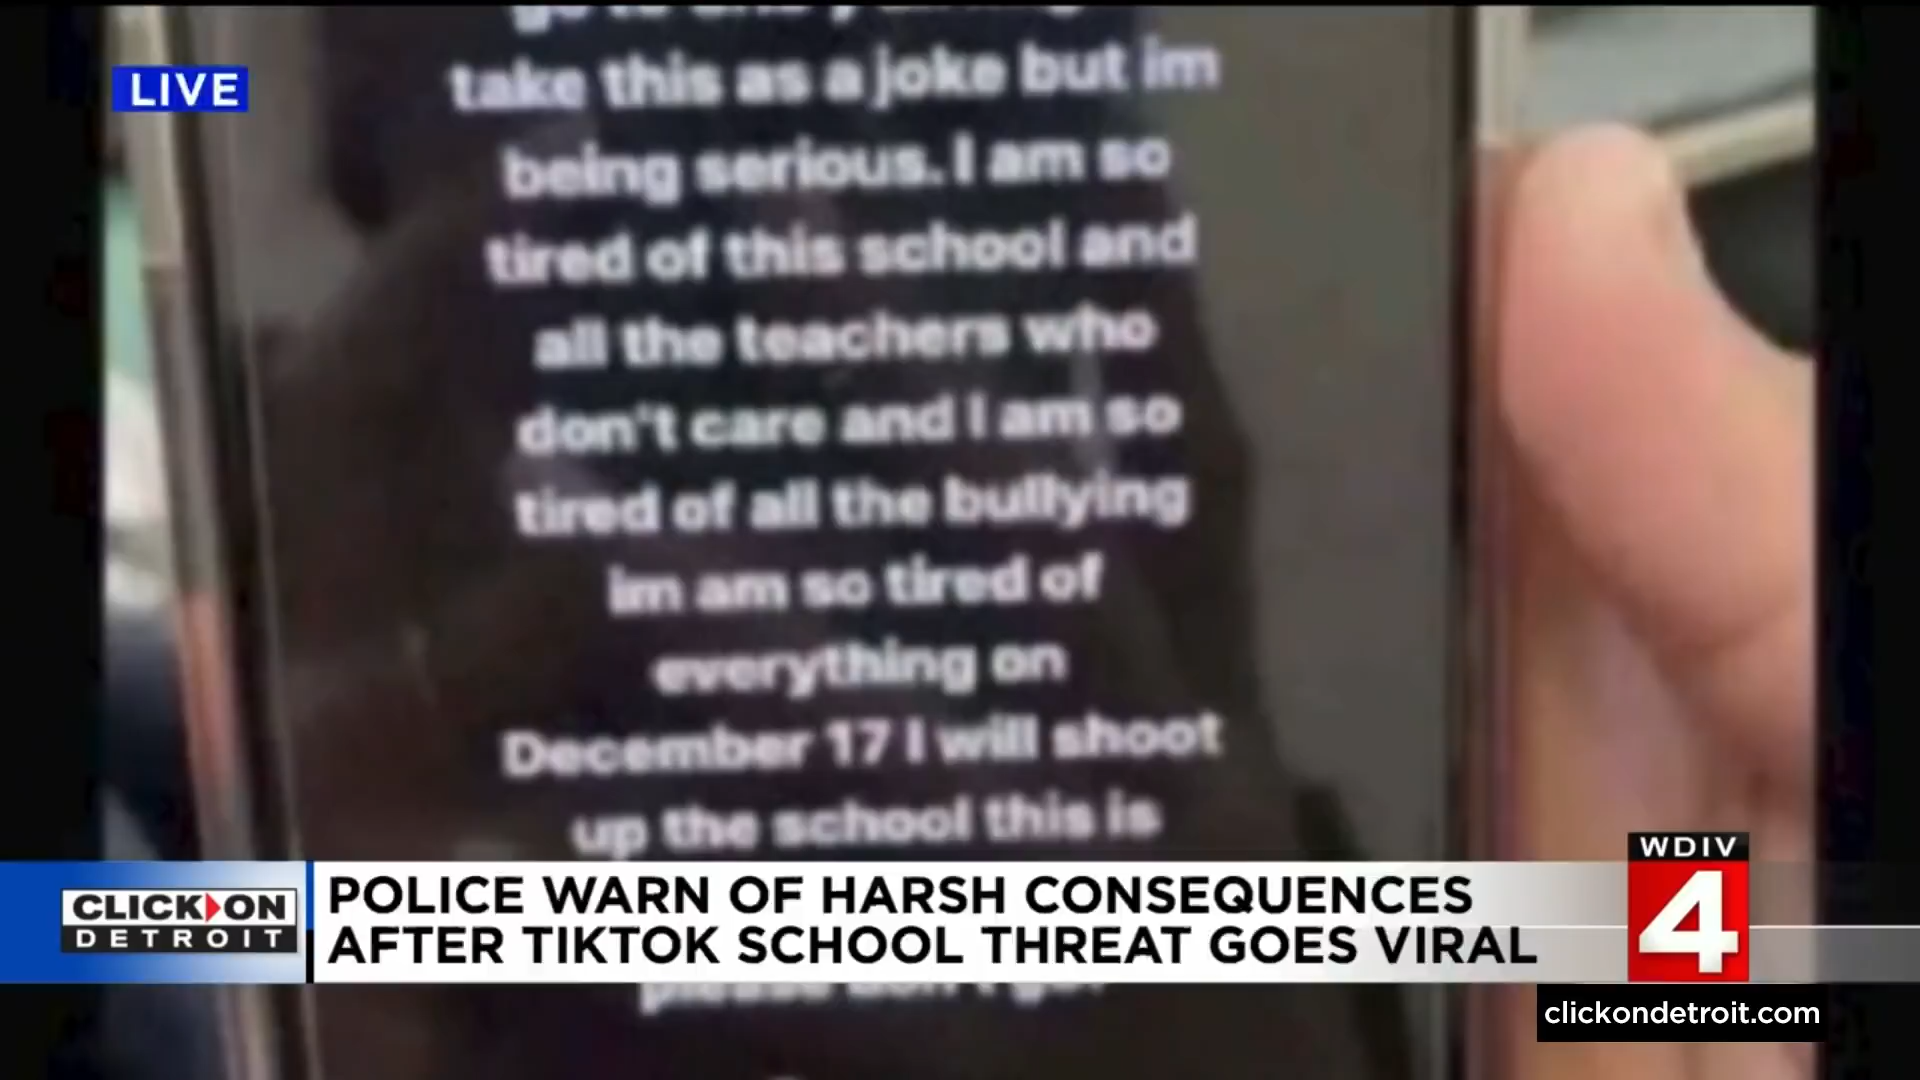 take this as a joke but im
LIVE
being serious. I am so
tired of this school and
all the teachers who
don't care and I am so
tired of all the bullying
im am so tired of
everything on
December 17 I will shoot
up the school this is
WDIV
4
CLICK ON
DETROIT
POLICE WARN OF HARSH CONSEQUENCES
AFTER TIKTOK SCHOOL THREAT GOES VIRAL
please don't go
clickondetroit.com